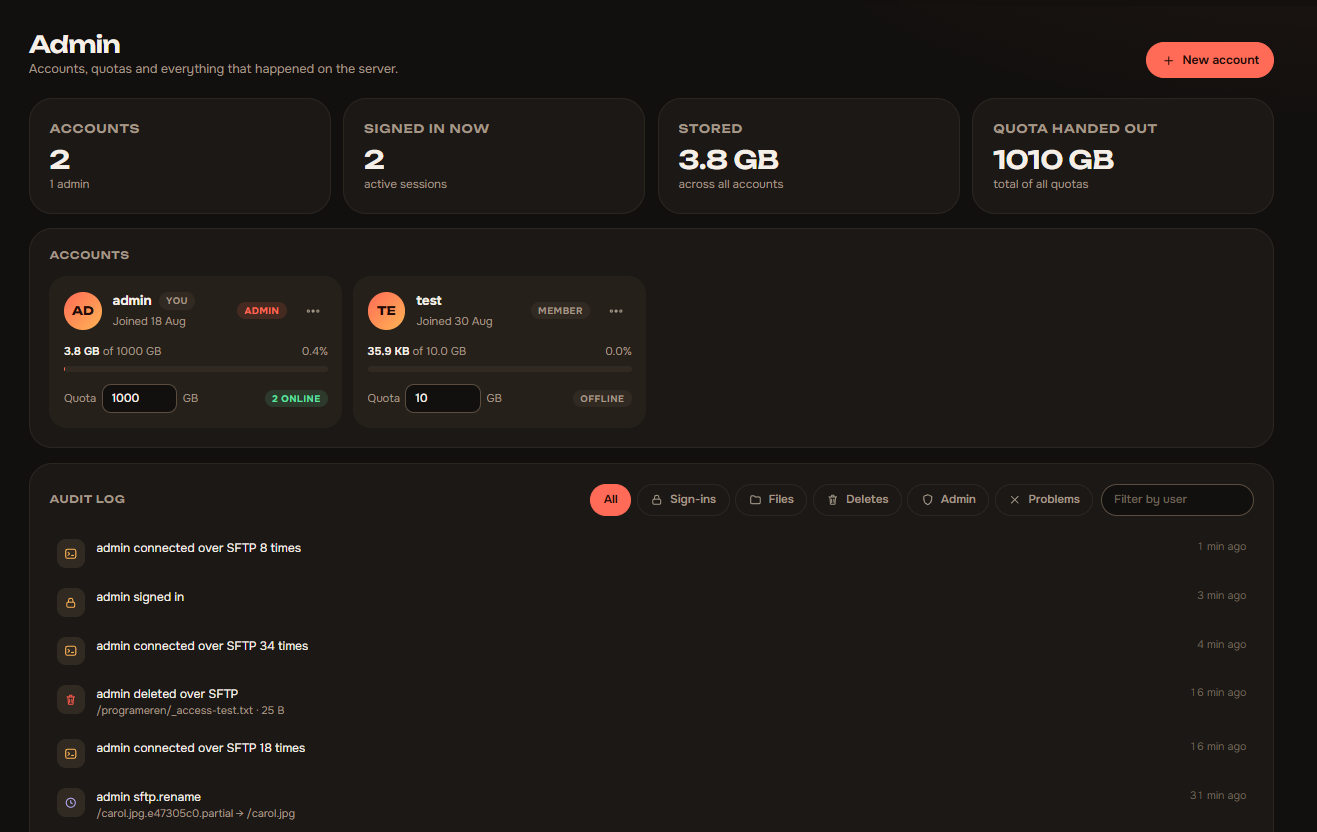 Admin
Accounts, quotas and everything that happened on the server.
+ New account
ACCOUNTS
2
1 admin
SIGNED IN NOW
2
active sessions
STORED
3.8 GB
across all accounts
QUOTA HANDED OUT
1010 GB
total of all quotas
ACCOUNTS
AD
admin YOU
Joined 18 Aug
ADMIN
3.8 GB of 1000 GB 0.4%
Quota 1000 GB 2 ONLINE
TE
test
Joined 30 Aug
MEMBER
35.9 KB of 10.0 GB 0.0%
Quota 10 GB OFFLINE
AUDIT LOG
All Sign-ins Files Deletes Admin Problems Filter by user
admin connected over SFTP 8 times 1 min ago
admin signed in 3 min ago
admin connected over SFTP 34 times 4 min ago
admin deleted over SFTP 16 min ago
/programeren/_access-test.txt · 25 B
admin connected over SFTP 18 times 16 min ago
admin sftp.rename 31 min ago
/carol.jpg.e47305c0.partial → /carol.jpg